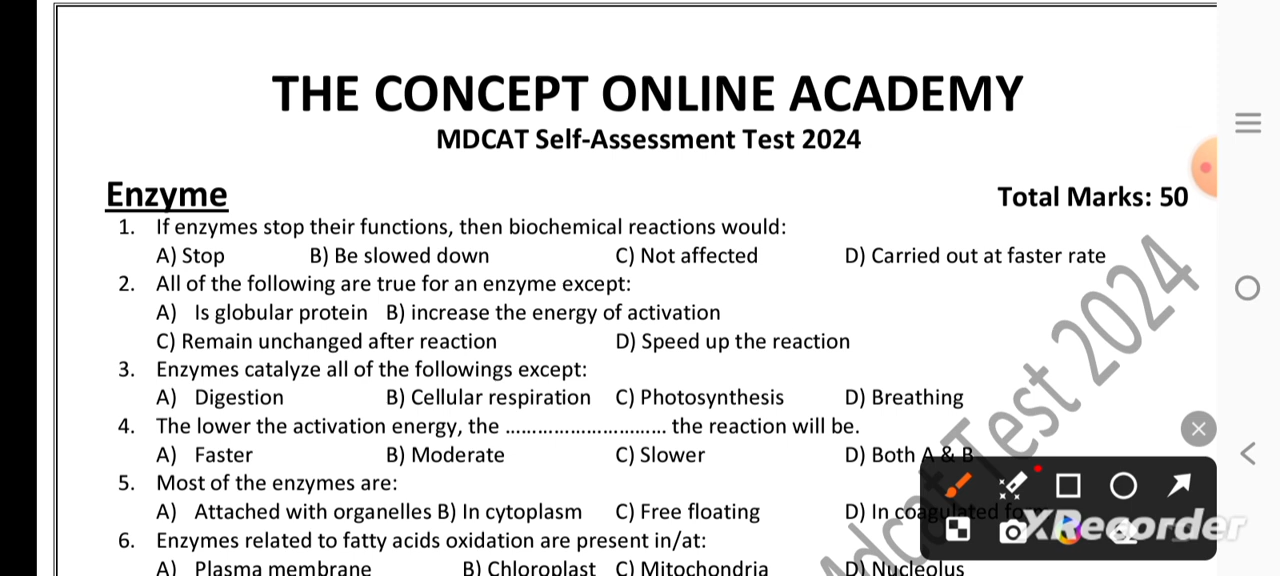 THE CONCEPT ONLINE ACADEMY
MDCAT Self-Assessment Test 2024
Enzyme Total Marks: 50
1. If enzymes stop their functions, then biochemical reactions would:
A) Stop B) Be slowed down C) Not affected D) Carried out at faster rate
2. All of the following are true for an enzyme except:
A) Is globular protein B) increase the energy of activation
C) Remain unchanged after reaction D) Speed up the reaction
3. Enzymes catalyze all of the followings except:
A) Digestion B) Cellular respiration C) Photosynthesis D) Breathing
4. The lower the activation energy, the ............................ the reaction will be.
A) Faster B) Moderate C) Slower D) Both A & B
5. Most of the enzymes are:
A) Attached with organelles B) In cytoplasm C) Free floating D) In coagulated
6. Enzymes related to fatty acids oxidation are present in/at:
A) Plasma membrane B) Chloroplast C) Mitochondria D) Nucleolus
Mdcat Test 2024
XRecorder